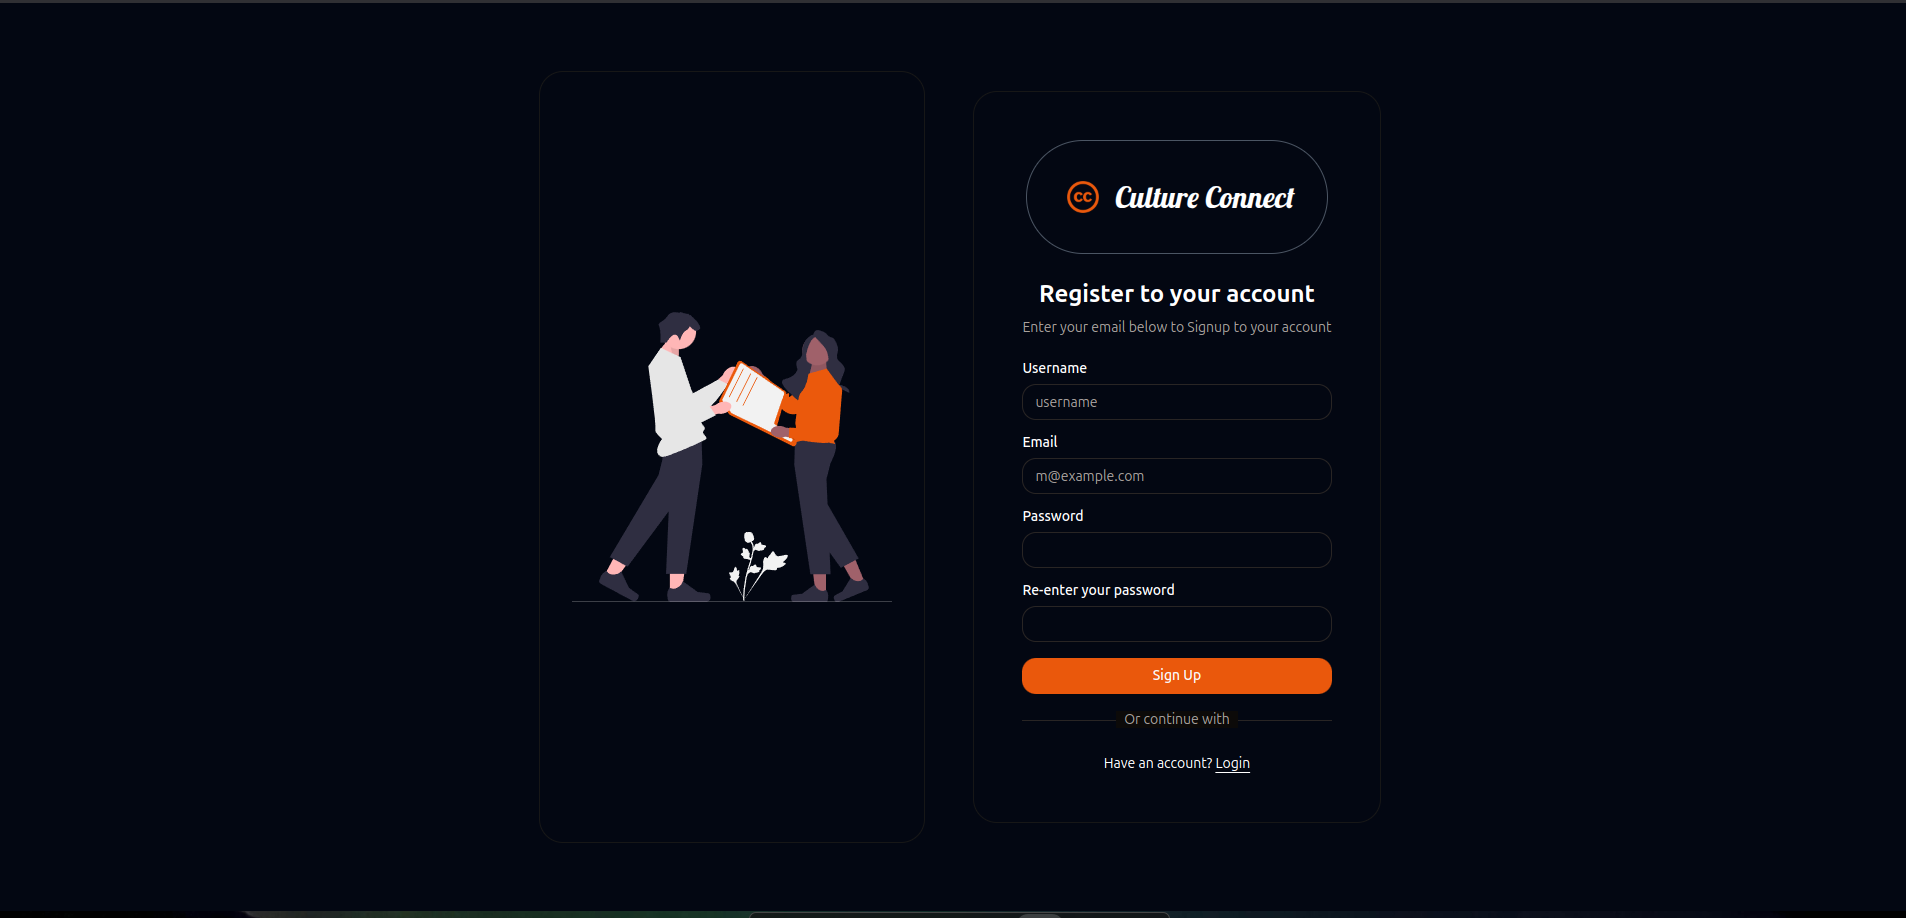 CC Culture Connect
Register to your account
Enter your email below to Signup to your account
Username
username
Email
m@example.com
Password
Re-enter your password
Sign Up
Or continue with
Have an account? Login